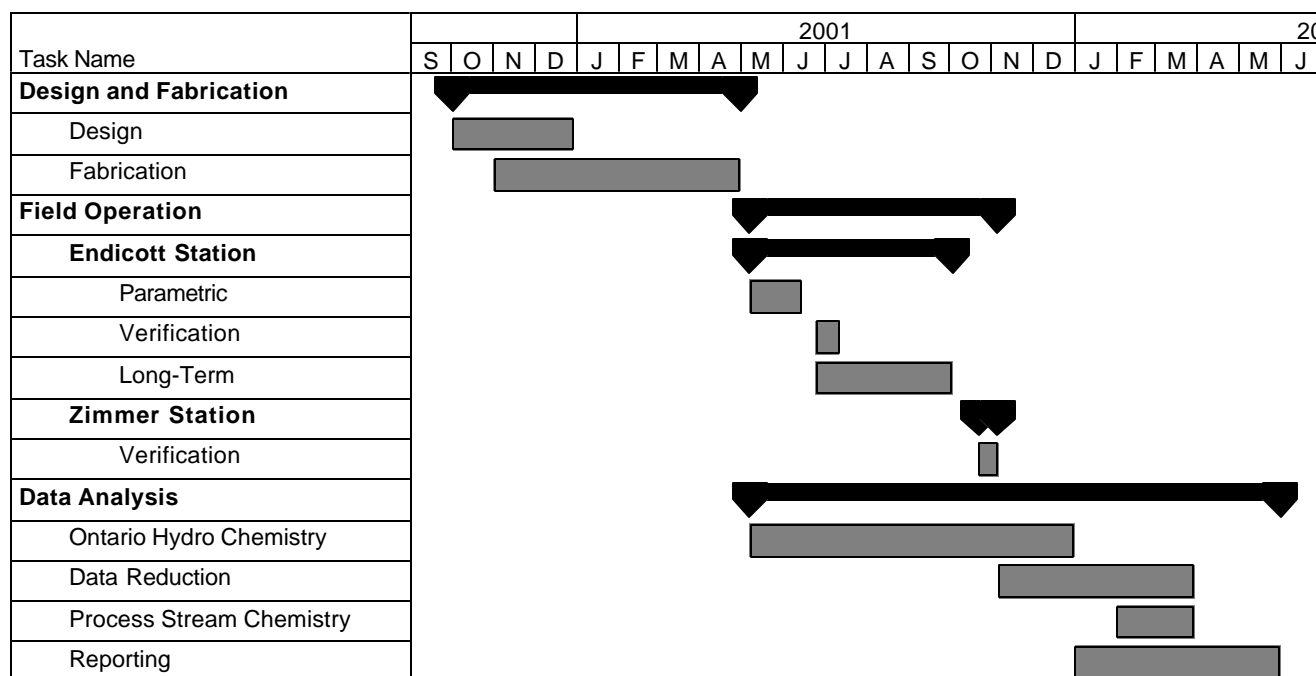 2001 20
Task Name S O N D J F M A M J J A S O N D J F M A M J
Design and Fabrication
Design
Fabrication
Field Operation
Endicott Station
Parametric
Verification
Long-Term
Zimmer Station
Verification
Data Analysis
Ontario Hydro Chemistry
Data Reduction
Process Stream Chemistry
Reporting